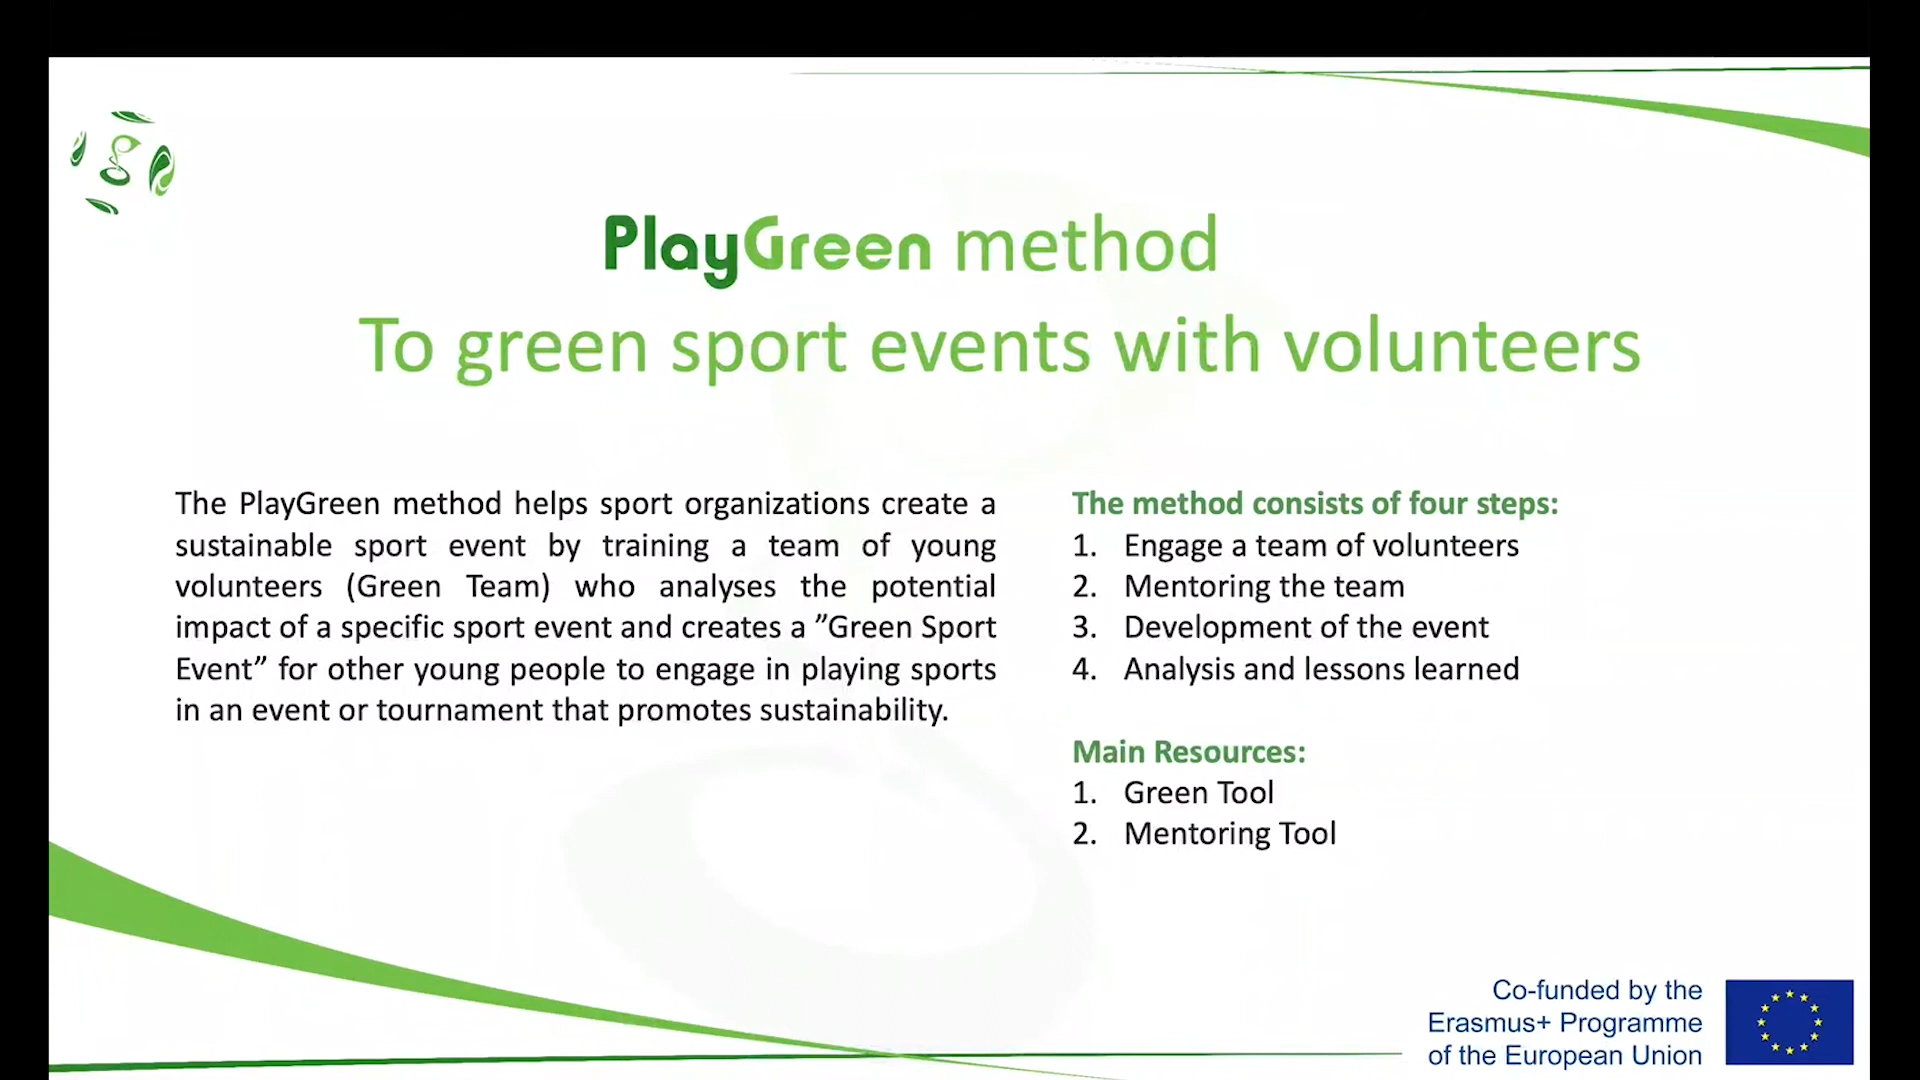 PlayGreen method
To green sport events with volunteers
The PlayGreen method helps sport organizations create a
sustainable sport event by training a team of young
volunteers (Green Team) who analyses the potential
impact of a specific sport event and creates a ”Green Sport
Event” for other young people to engage in playing sports
in an event or tournament that promotes sustainability.
The method consists of four steps:
1. Engage a team of volunteers
2. Mentoring the team
3. Development of the event
4. Analysis and lessons learned
Main Resources:
1. Green Tool
2. Mentoring Tool
Co-funded by the
Erasmus+ Programme
of the European Union